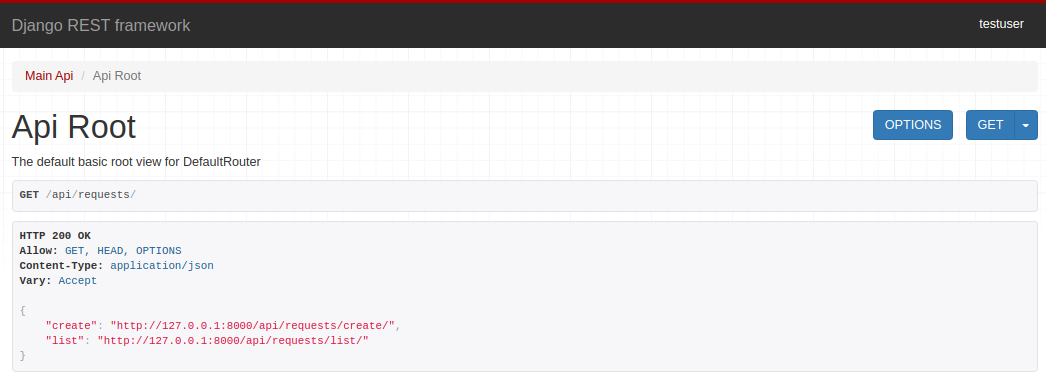 Django REST framework
testuser
Main Api / Api Root
Api Root
OPTIONS
GET
The default basic root view for DefaultRouter
GET /api/requests/
HTTP 200 OK
Allow: GET, HEAD, OPTIONS
Content-Type: application/json
Vary: Accept
{
    "create": "http://127.0.0.1:8000/api/requests/create/",
    "list": "http://127.0.0.1:8000/api/requests/list/"
}